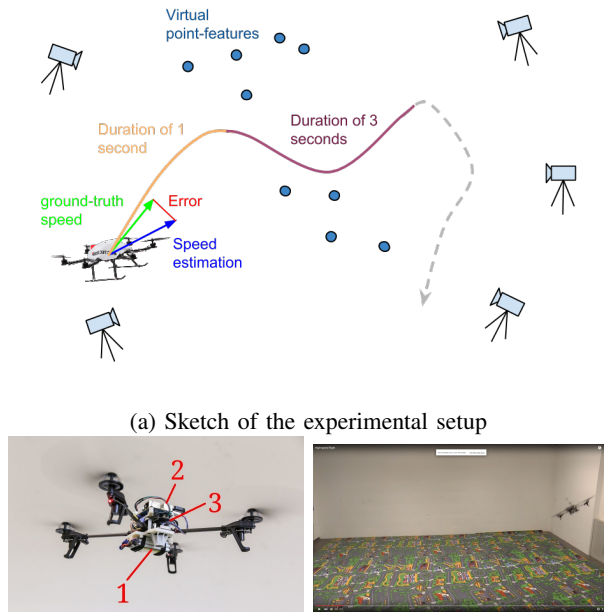 Virtual
point-features
Duration of 1
second
Duration of 3
seconds
ground-truth
speed
Error
Speed
estimation
(a) Sketch of the experimental setup
2
3
1